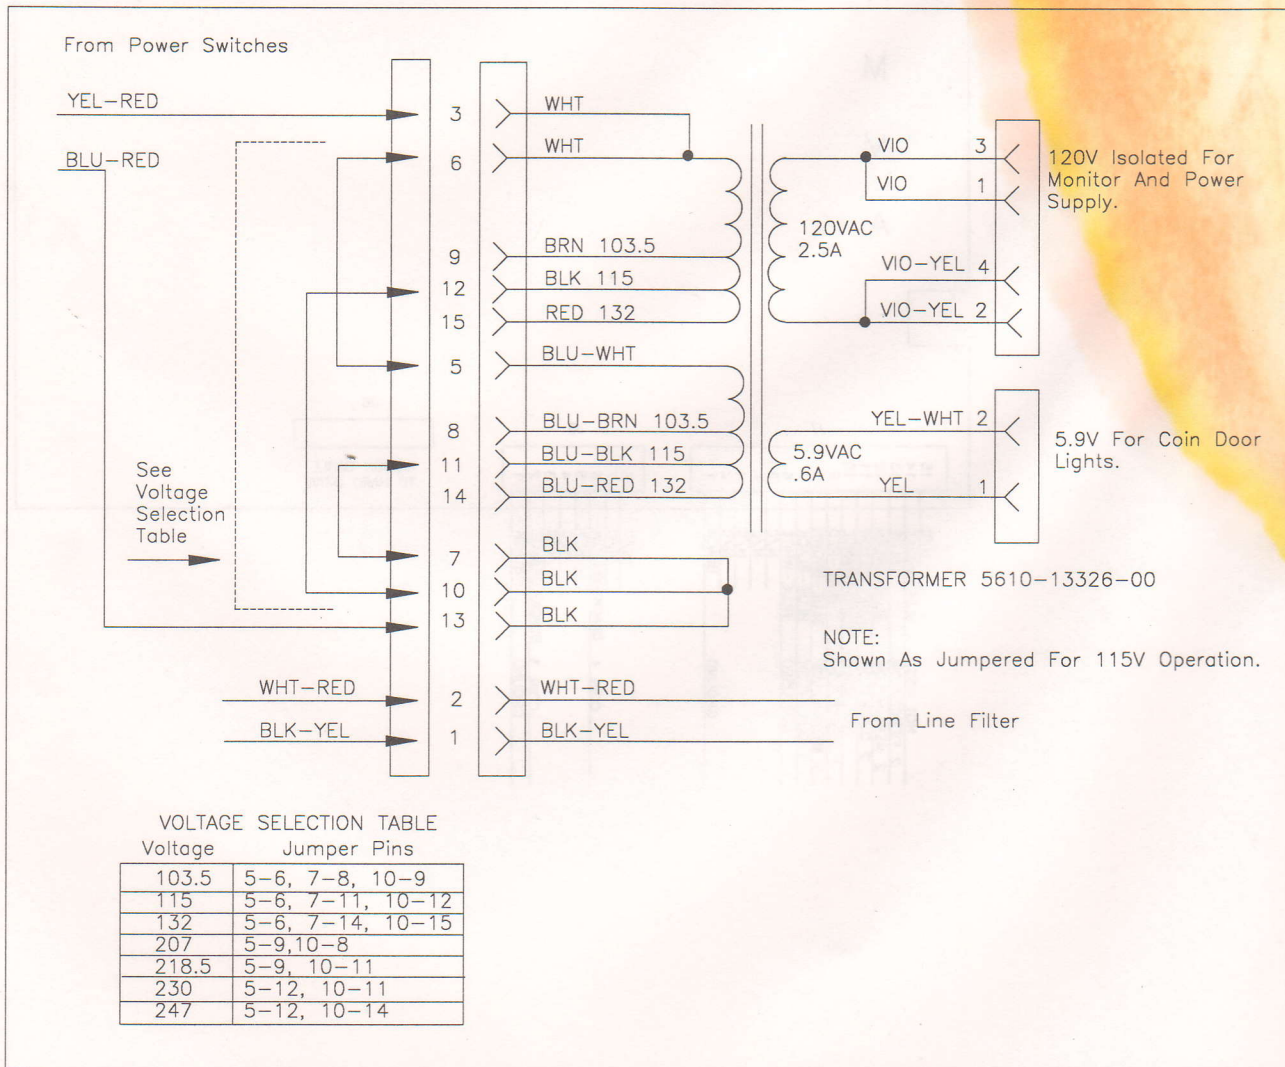 From Power Switches
YEL-RED
BLU-RED
3
6
9
12
15
5
8
11
14
7
10
13
2
1
WHT
WHT
BRN 103.5
BLK 115
RED 132
BLU-WHT
BLU-BRN 103.5
BLU-BLK 115
BLU-RED 132
BLK
BLK
BLK
WHT-RED
WHT-RED
BLK-YEL
BLK-YEL
From Line Filter
See
Voltage
Selection
Table
VIO 3
VIO 1
120VAC
2.5A
VIO-YEL 4
VIO-YEL 2
120V Isolated For
Monitor And Power
Supply.
YEL-WHT 2
5.9VAC
.6A
YEL 1
5.9V For Coin Door
Lights.
TRANSFORMER 5610-13326-00
NOTE:
Shown As Jumpered For 115V Operation.
VOLTAGE SELECTION TABLE
Voltage Jumper Pins
103.5 5-6, 7-8, 10-9
115 5-6, 7-11, 10-12
132 5-6, 7-14, 10-15
207 5-9,10-8
218.5 5-9, 10-11
230 5-12, 10-11
247 5-12, 10-14